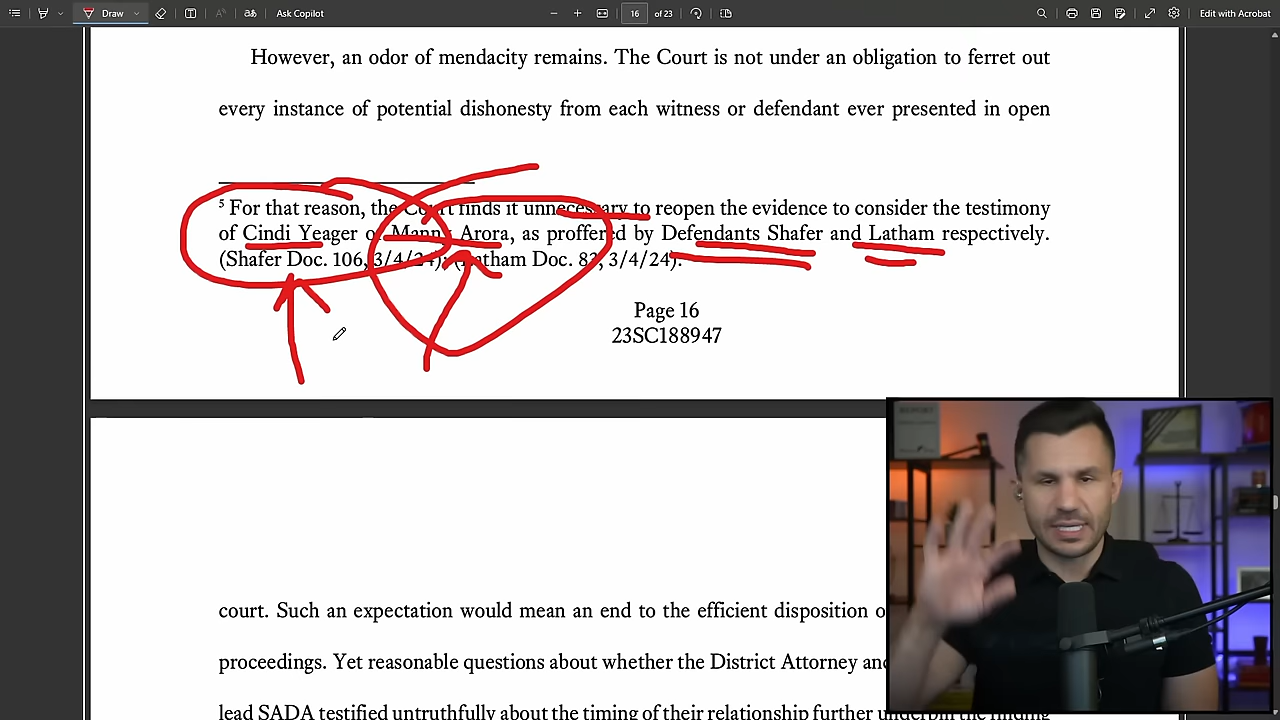 Draw
Ask Copilot
16 of 23
Edit with Acrobat
However, an odor of mendacity remains. The Court is not under an obligation to ferret out
every instance of potential dishonesty from each witness or defendant ever presented in open
5 For that reason, the Court finds it unnecessary to reopen the evidence to consider the testimony
of Cindi Yeager or Manny Arora, as proffered by Defendants Shafer and Latham respectively.
(Shafer Doc. 106, 3/4/24); (Latham Doc. 82, 3/4/24).
Page 16
23SC188947
court. Such an expectation would mean an end to the efficient disposition
proceedings. Yet reasonable questions about whether the District Attorney
lead SADA testified untruthfully about the timing of their relationship further underpin the finding